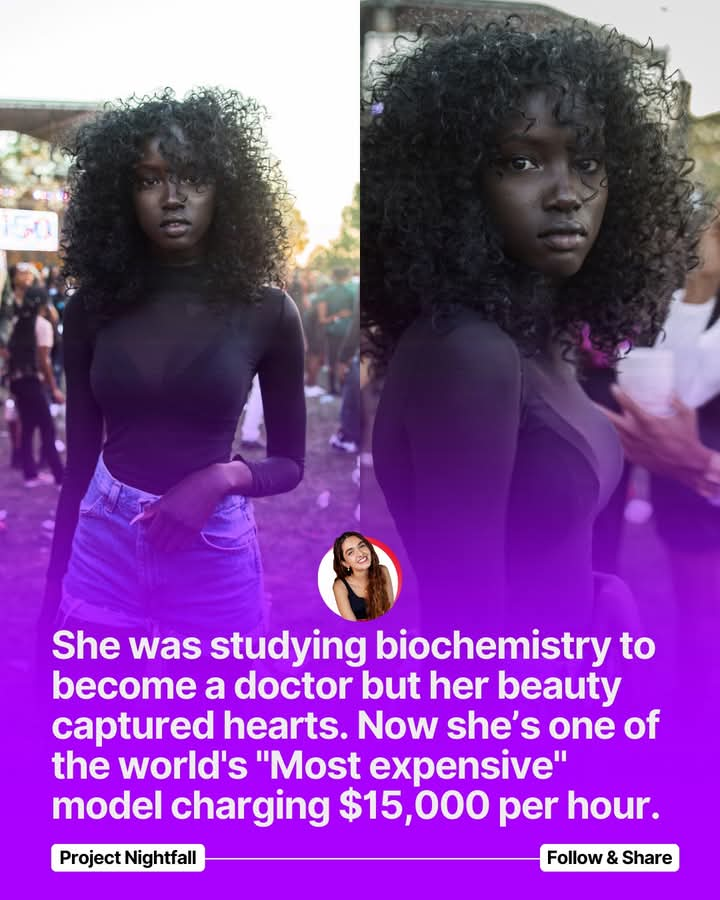 150
She was studying biochemistry to
become a doctor but her beauty
captured hearts. Now she’s one of
the world's "Most expensive"
model charging $15,000 per hour.
Project Nightfall
Follow & Share